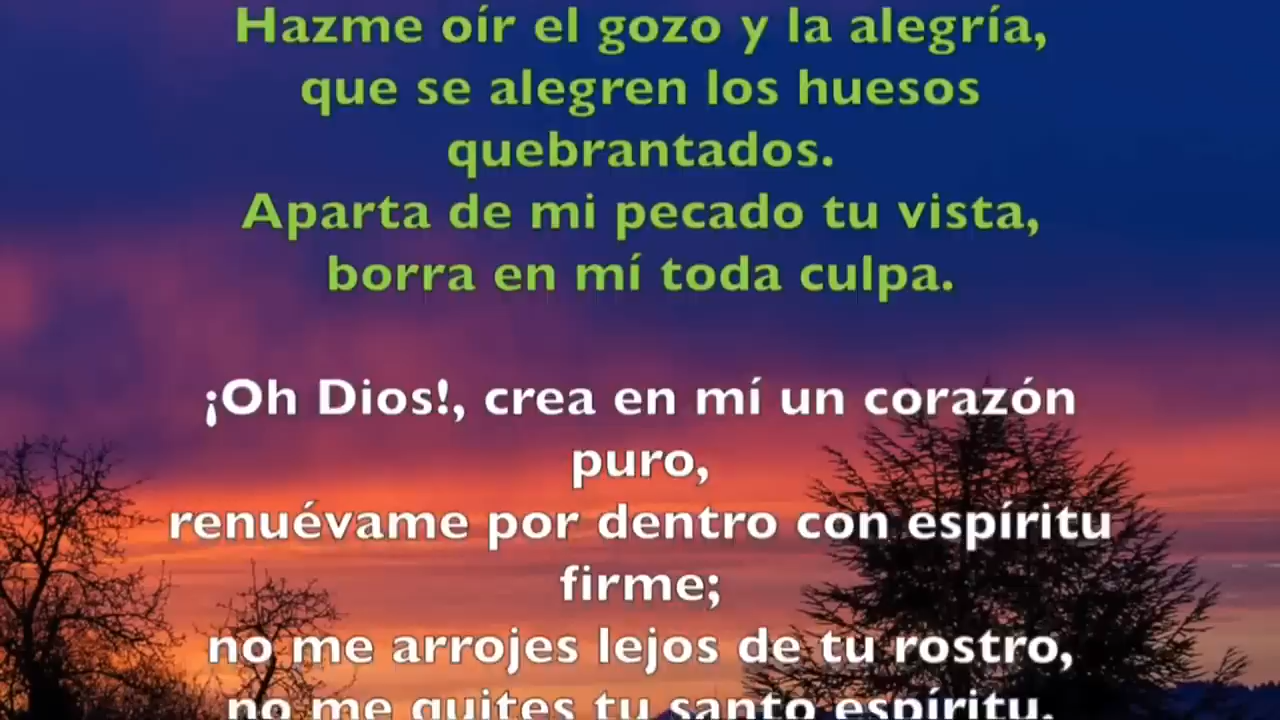 Hazme oír el gozo y la alegría,
que se alegren los huesos
quebrantados.
Aparta de mi pecado tu vista,
borra en mí toda culpa.
¡Oh Dios!, crea en mí un corazón
puro,
renuévame por dentro con espíritu
firme;
no me arrojes lejos de tu rostro,
no me quites tu santo espíritu.